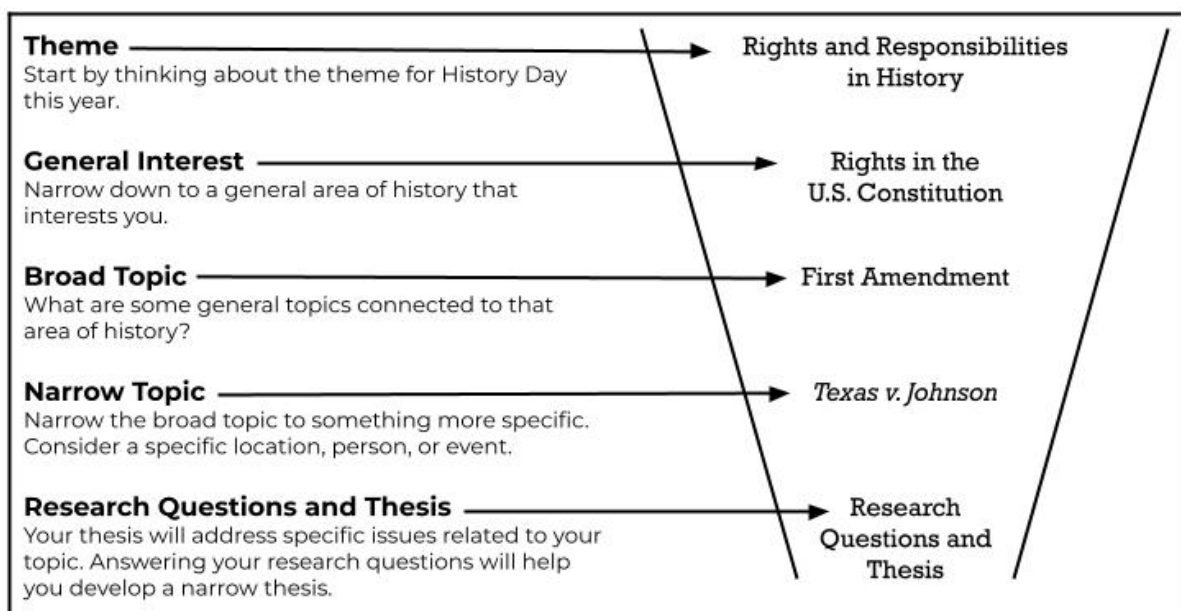 Theme
Start by thinking about the theme for History Day
this year.
Rights and Responsibilities
in History
General Interest
Narrow down to a general area of history that
interests you.
Rights in the
U.S. Constitution
Broad Topic
What are some general topics connected to that
area of history?
First Amendment
Narrow Topic
Narrow the broad topic to something more specific.
Consider a specific location, person, or event.
Texas v. Johnson
Research Questions and Thesis
Your thesis will address specific issues related to your
topic. Answering your research questions will help
you develop a narrow thesis.
Research
Questions and
Thesis